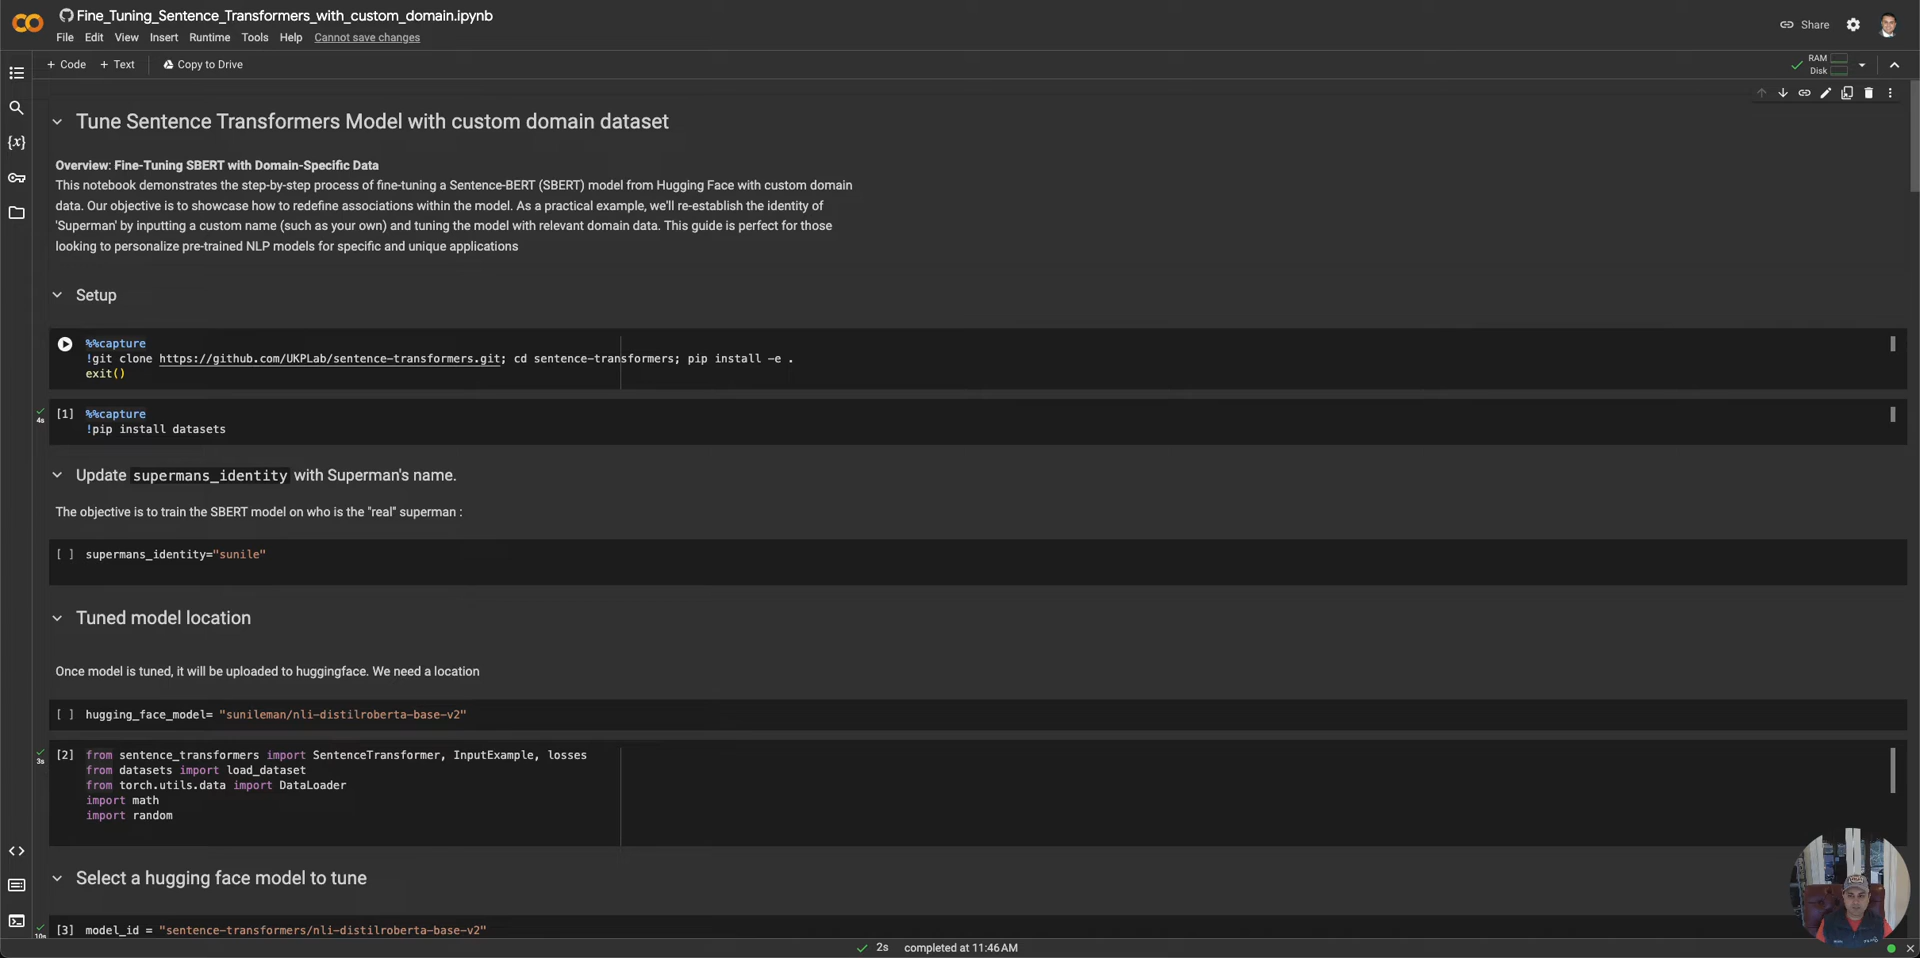 Fine_Tuning_Sentence_Transformers_with_custom_domain.ipynb
File Edit View Insert Runtime Tools Help Cannot save changes
Share
+ Code + Text Copy to Drive
RAM
Disk
Tune Sentence Transformers Model with custom domain dataset
Overview: Fine-Tuning SBERT with Domain-Specific Data
This notebook demonstrates the step-by-step process of fine-tuning a Sentence-BERT (SBERT) model from Hugging Face with custom domain
data. Our objective is to showcase how to redefine associations within the model. As a practical example, we'll re-establish the identity of
'Superman' by inputting a custom name (such as your own) and tuning the model with relevant domain data. This guide is perfect for those
looking to personalize pre-trained NLP models for specific and unique applications
Setup
%%capture
!git clone https://github.com/UKPLab/sentence-transformers.git; cd sentence-transformers; pip install -e .
exit()
[1] %%capture
4s
!pip install datasets
Update supermans_identity with Superman's name.
The objective is to train the SBERT model on who is the "real" superman :
[ ] supermans_identity="sunile"
Tuned model location
Once model is tuned, it will be uploaded to huggingface. We need a location
[ ] hugging_face_model= "sunileman/nli-distilroberta-base-v2"
[2] from sentence_transformers import SentenceTransformer, InputExample, losses
3s
from datasets import load_dataset
from torch.utils.data import DataLoader
import math
import random
Select a hugging face model to tune
[3] model_id = "sentence-transformers/nli-distilroberta-base-v2"
10s
2s completed at 11:46 AM